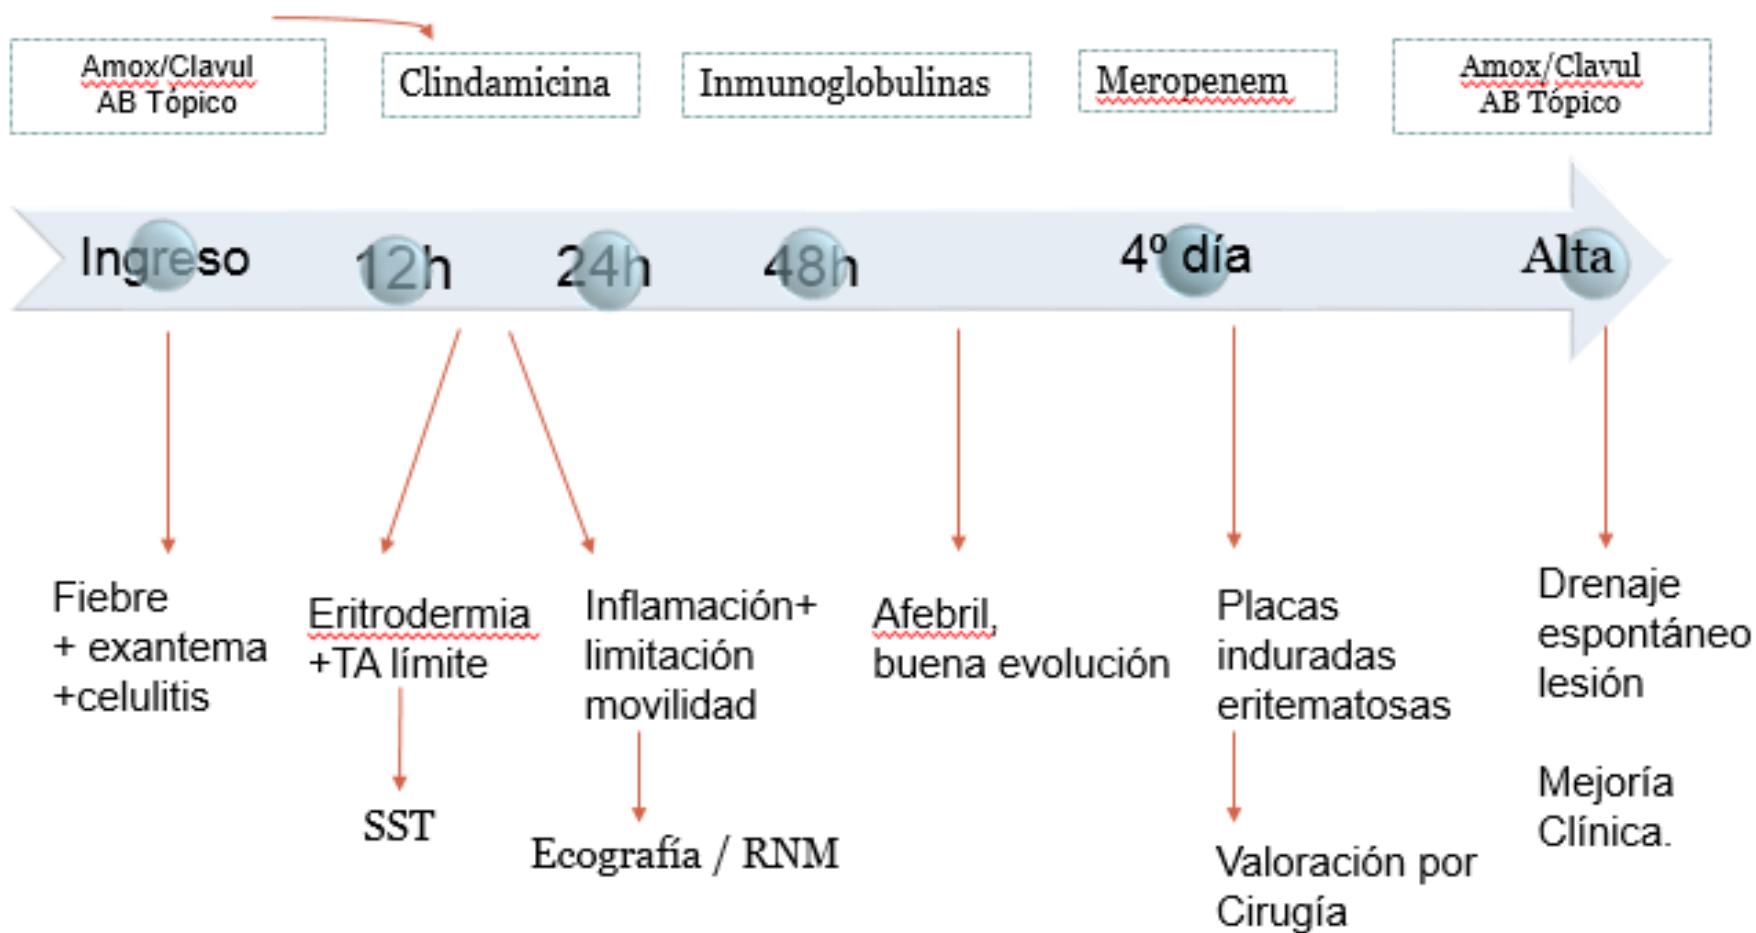 Amox/Clavul
AB Tópico
Clindamicina
Inmunoglobulinas
Meropenem
Amox/Clavul
AB Tópico
Ingreso
12h
24h
48h
4º día
Alta
Fiebre
+ exantema
+celulitis
Eritrodermia
+TA límite
SST
Inflamación+
limitación
movilidad
Ecografía / RNM
Afebril,
buena evolución
Placas
induradas
eritematosas
Valoración por
Cirugía
Drenaje
espontáneo
lesión
Mejoría
Clínica.